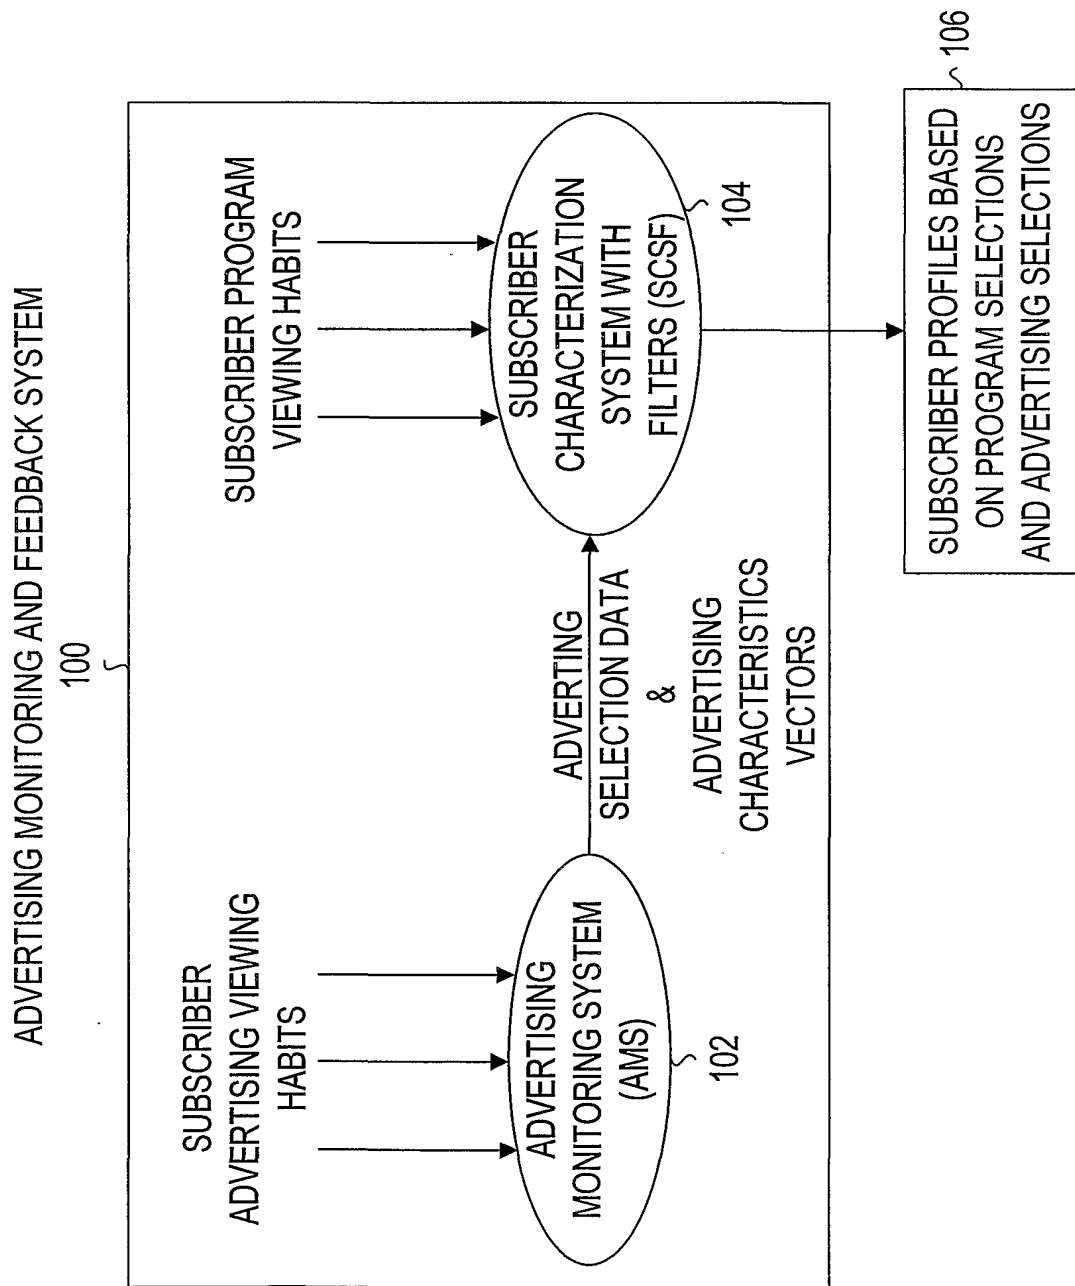 ADVERTISING MONITORING AND FEEDBACK SYSTEM
100
SUBSCRIBER
ADVERTISING VIEWING
HABITS
ADVERTISING
MONITORING SYSTEM
(AMS)
102
ADVERTING
SELECTION DATA
&
ADVERTISING
CHARACTERISTICS
VECTORS
SUBSCRIBER PROGRAM
VIEWING HABITS
SUBSCRIBER
CHARACTERIZATION
SYSTEM WITH
FILTERS (SCSF)
104
SUBSCRIBER PROFILES BASED
ON PROGRAM SELECTIONS
AND ADVERTISING SELECTIONS
106